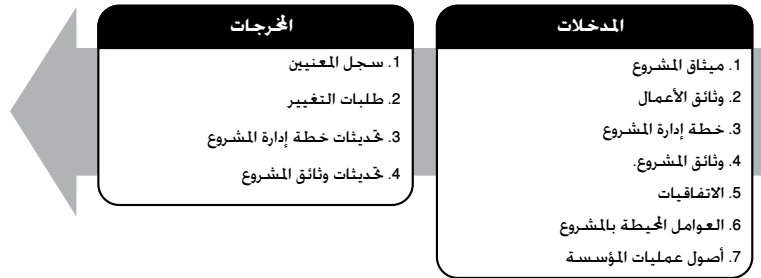 المدخلات
1. ميثاق المشروع
2. وثائق الأعمال
3. خطة إدارة المشروع
4. وثائق المشروع.
5. الاتفاقيات
6. العوامل المحيطة بالمشروع
7. أصول عمليات المؤسسة
المخرجات
1. سجل المعنيين
2. طلبات التغيير
3. تحديثات خطة إدارة المشروع
4. تحديثات وثائق المشروع